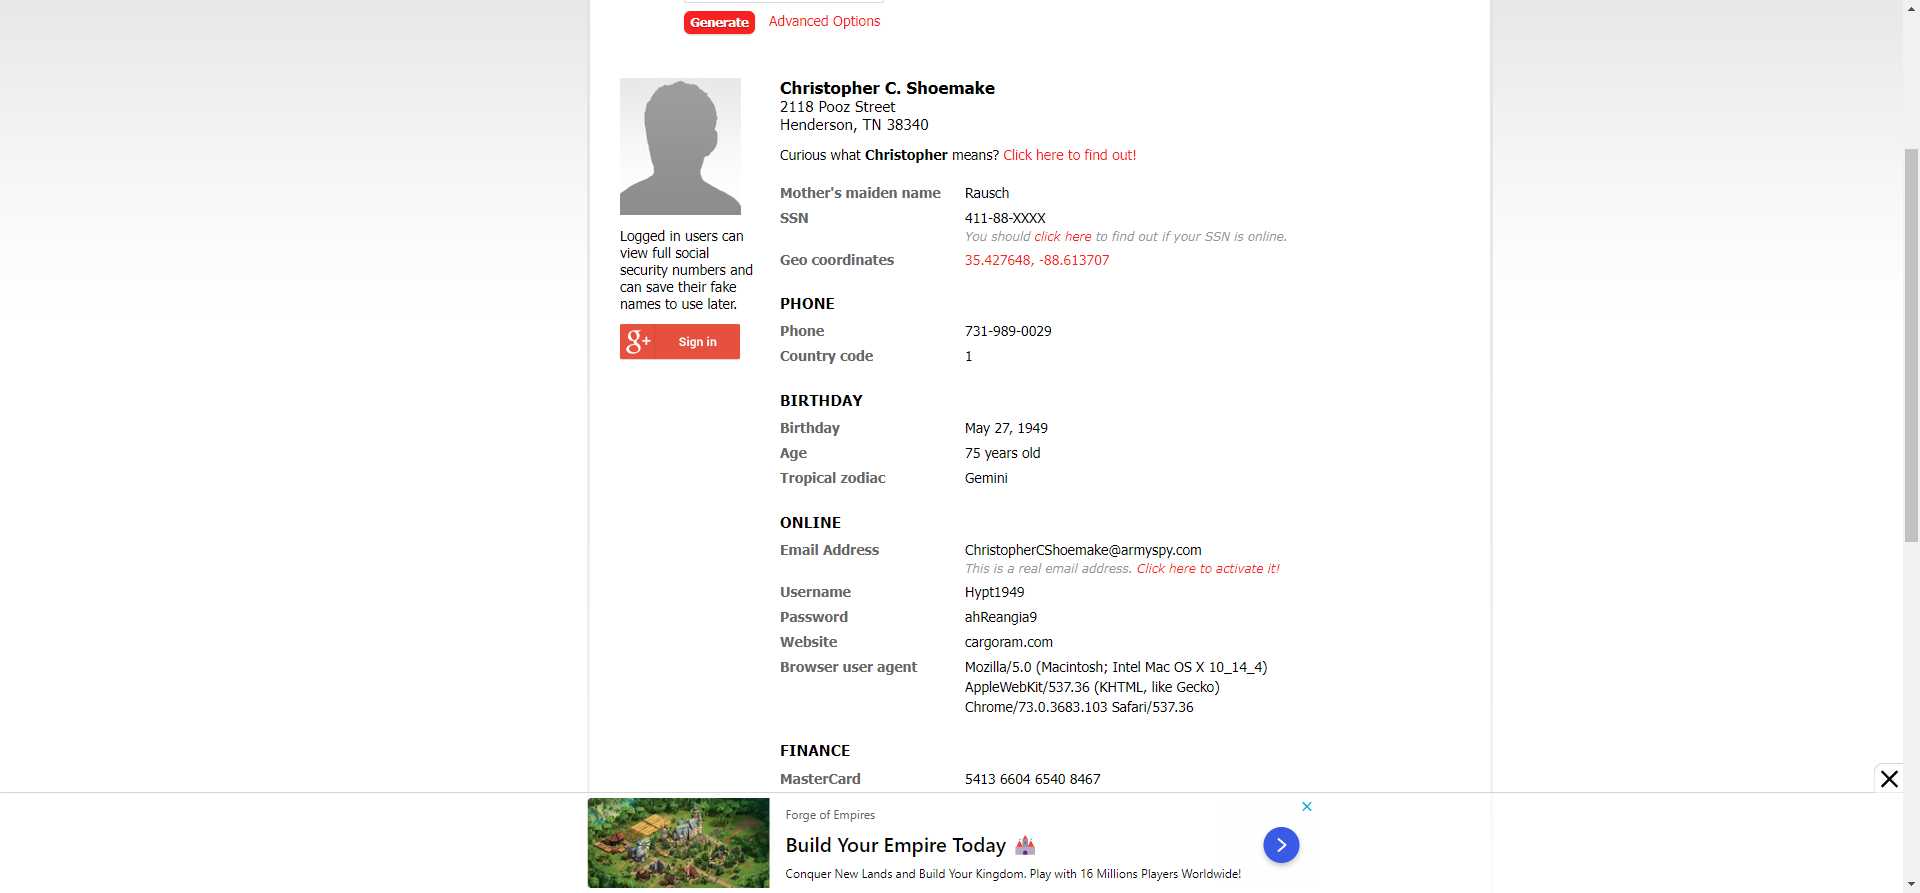 Generate Advanced Options
Christopher C. Shoemake
2118 Pooz Street
Henderson, TN 38340
Curious what Christopher means? Click here to find out!
Mother's maiden name Rausch
SSN 411-88-XXXX
You should click here to find out if your SSN is online.
Geo coordinates 35.427648, -88.613707
Logged in users can
view full social
security numbers and
can save their fake
names to use later.
g+ Sign in
PHONE
Phone 731-989-0029
Country code 1
BIRTHDAY
Birthday May 27, 1949
Age 75 years old
Tropical zodiac Gemini
ONLINE
Email Address ChristopherCShoemake@armyspy.com
This is a real email address. Click here to activate it!
Username Hypt1949
Password ahReangia9
Website cargoram.com
Browser user agent Mozilla/5.0 (Macintosh; Intel Mac OS X 10_14_4)
AppleWebKit/537.36 (KHTML, like Gecko)
Chrome/73.0.3683.103 Safari/537.36
FINANCE
MasterCard 5413 6604 6540 8467
Forge of Empires
Build Your Empire Today
Conquer New Lands and Build Your Kingdom. Play with 16 Millions Players Worldwide!